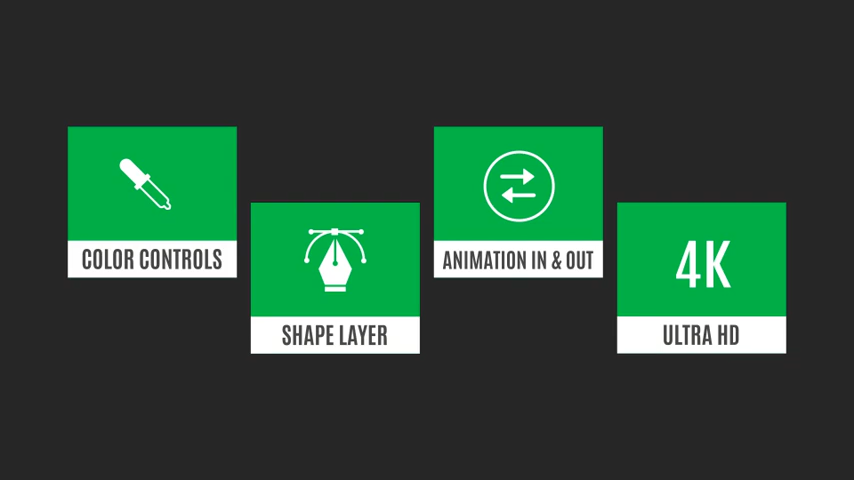 COLOR CONTROLS
SHAPE LAYER
ANIMATION IN & OUT
4K
ULTRA HD